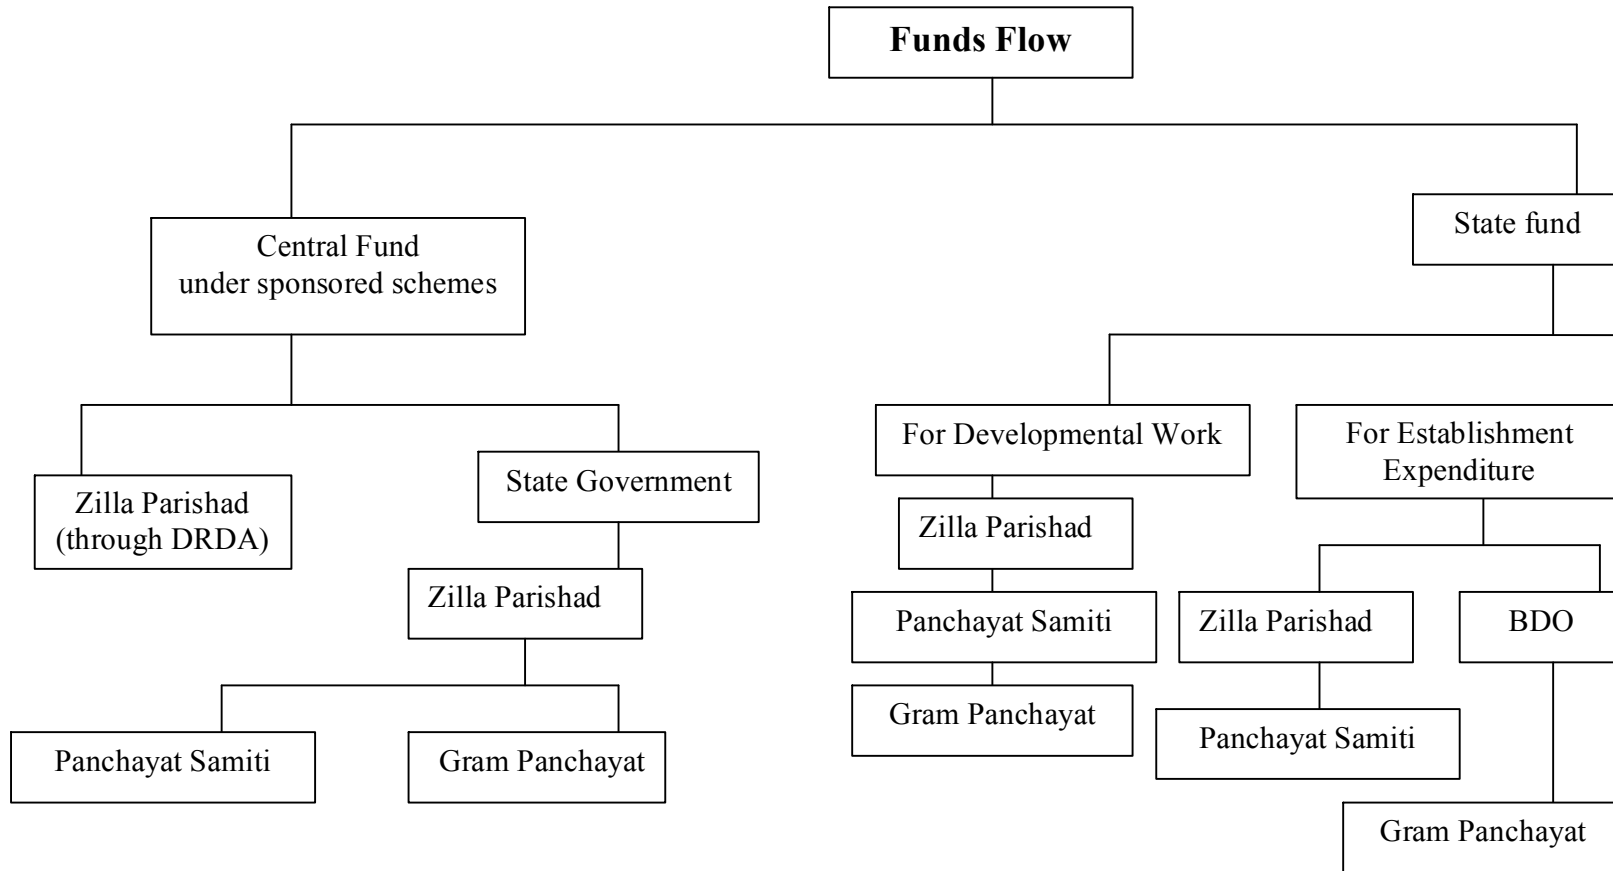 Funds Flow
Central Fund
under sponsored schemes
State fund
For Developmental Work
For Establishment
Expenditure
Zilla Parishad
(through DRDA)
State Government
Zilla Parishad
Zilla Parishad
Panchayat Samiti
Zilla Parishad
BDO
Gram Panchayat
Panchayat Samiti
Panchayat Samiti
Gram Panchayat
Gram Panchayat